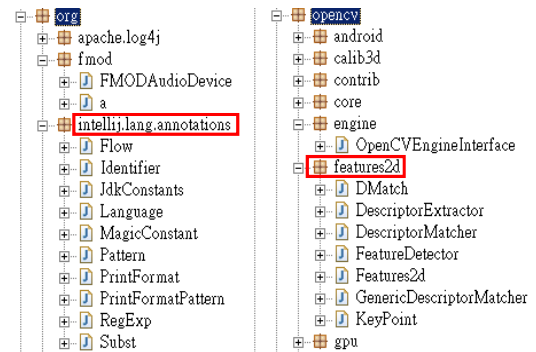 org
apache.log4j
fmod
FMODAudioDevice
a
intellij.lang.annotations
Flow
Identifier
JdkConstants
Language
MagicConstant
Pattern
PrintFormat
PrintFormatPattern
RegExp
Subst
opencv
android
calib3d
contrib
core
engine
OpenCVEngineInterface
features2d
DMatch
DescriptorExtractor
DescriptorMatcher
FeatureDetector
Features2d
GenericDescriptorMatcher
KeyPoint
gpu